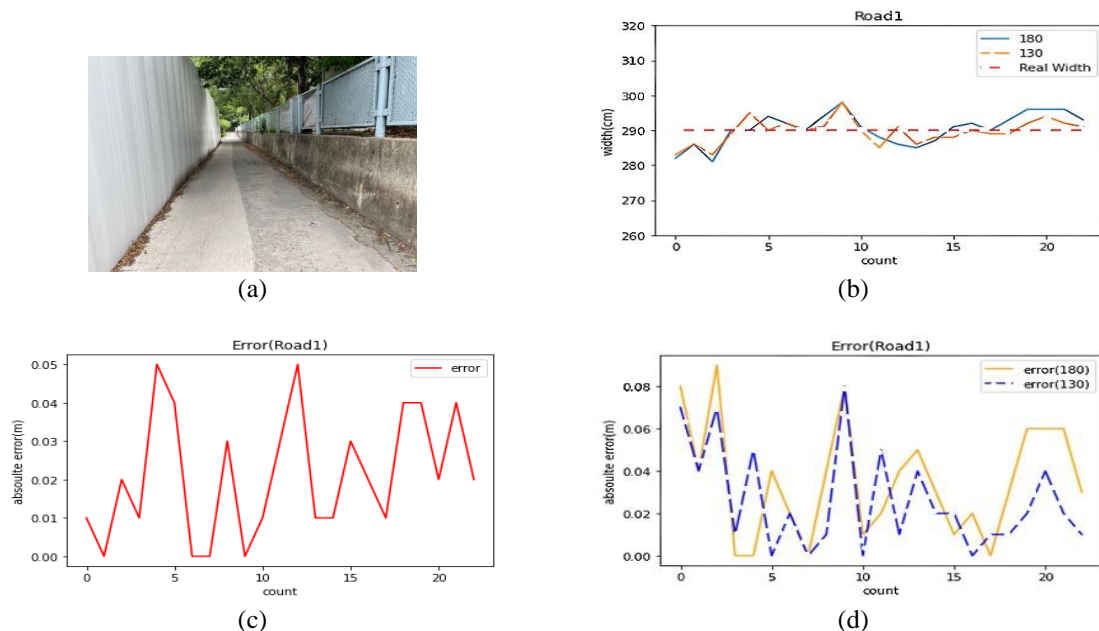 (a)
Road1
width(cm)
320
310
300
290
280
270
260
0
5
10
15
20
count
180
130
Real Width
(b)
Error(Road1)
absoulte error(m)
0.05
0.04
0.03
0.02
0.01
0.00
0
5
10
15
20
count
error
(c)
Error(Road1)
absoulte error(m)
0.08
0.06
0.04
0.02
0.00
0
5
10
15
20
count
error(180)
error(130)
(d)